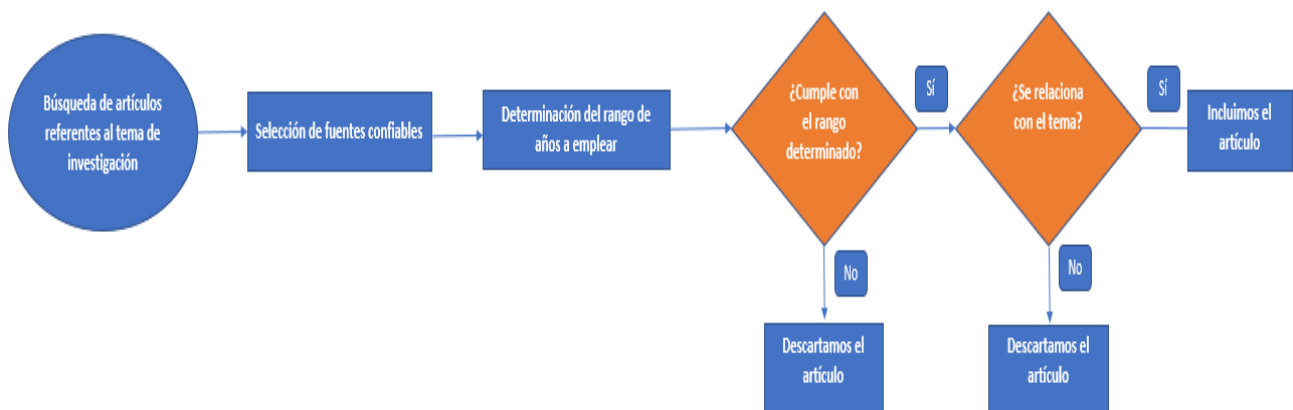 Búsqueda de artículos
referentes al tema de
investigación
Selección de fuentes confiables
Determinación del rango de
años a emplear
¿Cumple con
el rango
determinado?
Sí
¿Se relaciona
con el tema?
Sí
Incluimos el
artículo
No
Descartamos el
artículo
No
Descartamos el
artículo